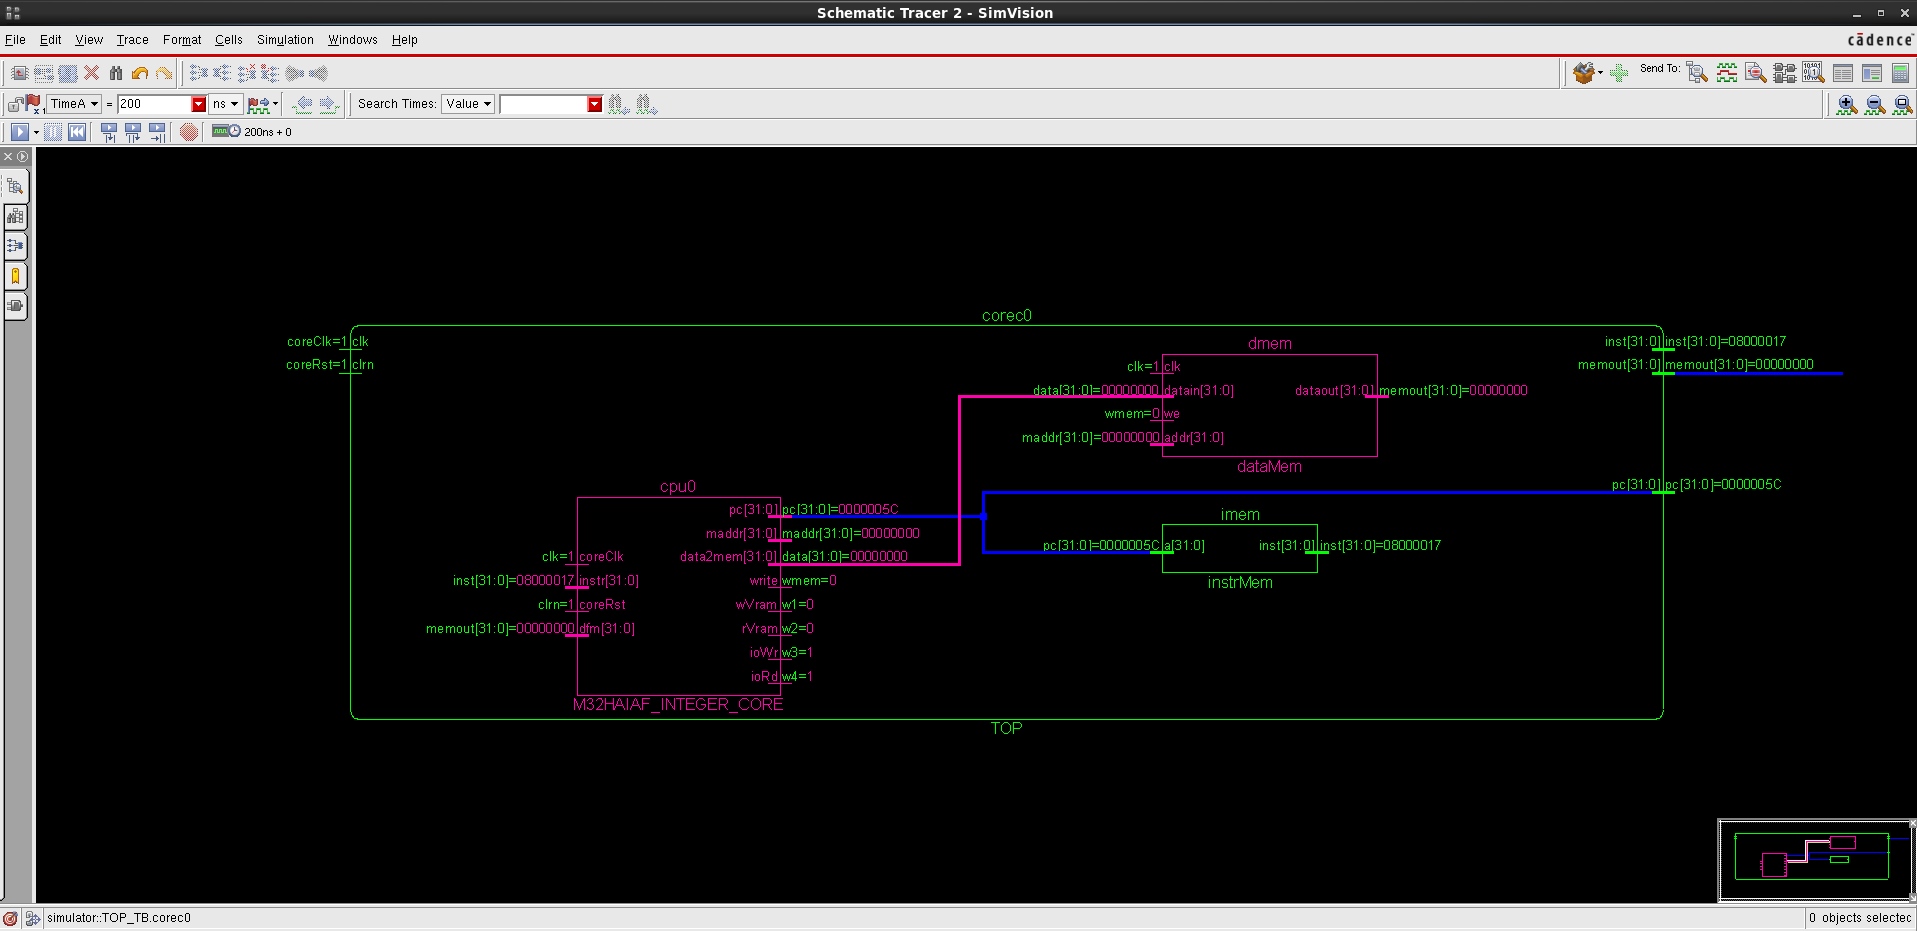 Schematic Tracer 2 - SimVision
File Edit View Trace Format Cells Simulation Windows Help
cādence
Send To:
TimeA = 200 ns
Search Times: Value
200ns + 0
corec0
coreClk=1 clk
coreRst=1 clrn
inst[31:0] inst[31:0]=08000017
memout[31:0] memout[31:0]=00000000
dmem
clk=1 clk
data[31:0]=00000000 datain[31:0] dataout[31:0] memout[31:0]=00000000
wmem=0 we
maddr[31:0]=00000000 addr[31:0]
dataMem
pc[31:0] pc[31:0]=0000005C
cpu0
pc[31:0] pc[31:0]=0000005C
maddr[31:0] maddr[31:0]=00000000
clk=1 coreClk data2mem[31:0] data[31:0]=00000000
inst[31:0]=08000017 instr[31:0] write wmem=0
clrn=1 coreRst wVram w1=0
memout[31:0]=00000000 dfm[31:0] rVram w2=0
ioWr w3=1
ioRd w4=1
M32HAIAF_INTEGER_CORE
imem
pc[31:0]=0000005C a[31:0] inst[31:0] inst[31:0]=08000017
instrMem
TOP
simulator::TOP_TB.corec0
0 objects selectec